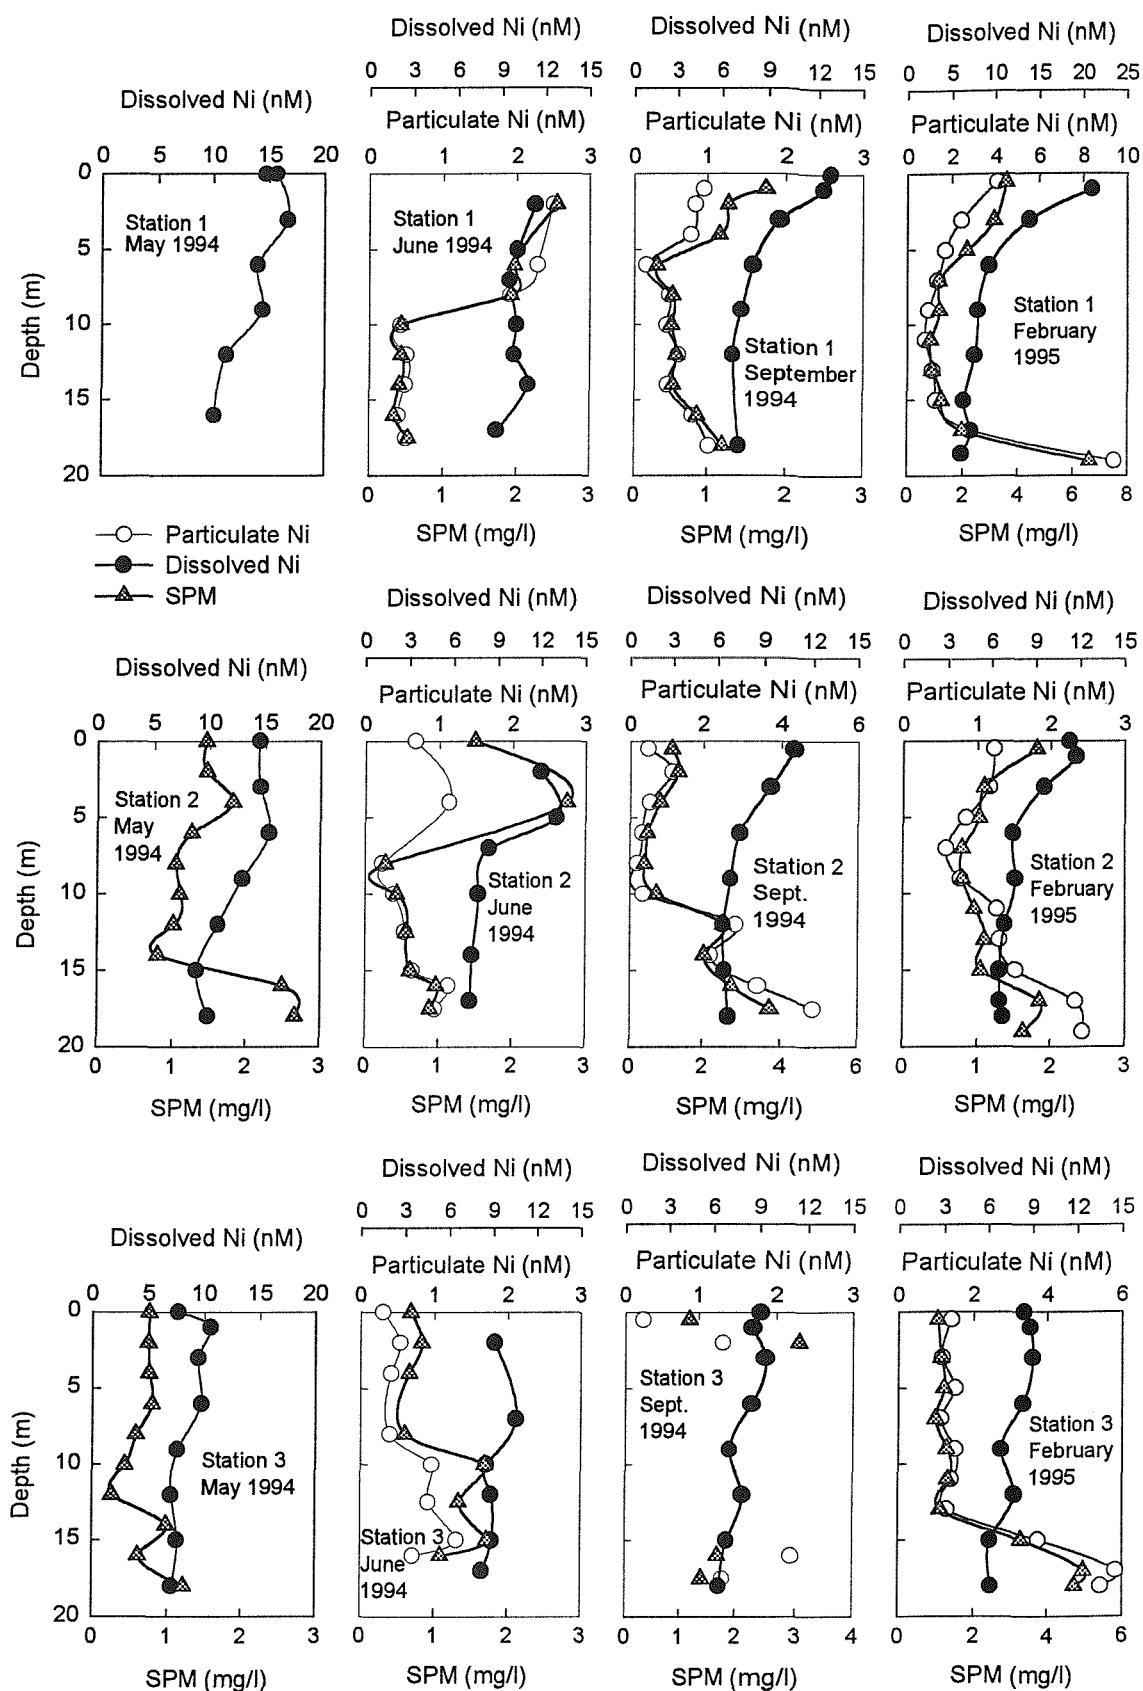 Dissolved Ni (nM) Dissolved Ni (nM) Dissolved Ni (nM)
0 3 6 9 12 15 0 3 6 9 12 15 0 5 10 15 20 25
Dissolved Ni (nM) Particulate Ni (nM) Particulate Ni (nM) Particulate Ni (nM)
0 5 10 15 20 0 1 2 3 0 1 2 3 0 2 4 6 8 10
0
5
10
15
20
Depth (m)
Station 1
May 1994
Station 1
June 1994
Station 1
September
1994
Station 1
February
1995
0 1 2 3 0 1 2 3 4 0 2 4 6 8
SPM (mg/l) SPM (mg/l) SPM (mg/l)
Particulate Ni
Dissolved Ni
SPM
Dissolved Ni (nM) Dissolved Ni (nM) Dissolved Ni (nM)
0 3 6 9 12 15 0 3 6 9 12 15 0 3 6 9 12 15
Dissolved Ni (nM) Particulate Ni (nM) Particulate Ni (nM) Particulate Ni (nM)
0 5 10 15 20 0 1 2 3 0 2 4 6 0 1 2 3
0
5
10
15
20
Depth (m)
Station 2
May
1994
Station 2
June
1994
Station 2
Sept.
1994
Station 2
February
1995
0 1 2 3 0 1 2 3 0 2 4 6 0 1 2 3
SPM (mg/l) SPM (mg/l) SPM (mg/l) SPM (mg/l)
Dissolved Ni (nM) Dissolved Ni (nM) Dissolved Ni (nM)
0 3 6 9 12 15 0 3 6 9 12 15 0 3 6 9 12 15
Dissolved Ni (nM) Particulate Ni (nM) Particulate Ni (nM) Particulate Ni (nM)
0 5 10 15 20 0 1 2 3 0 1 2 3 0 2 4 6
0
5
10
15
20
Depth (m)
Station 3
May 1994
Station 3
June
1994
Station 3
Sept.
1994
Station 3
February
1995
0 1 2 3 0 1 2 3 0 1 2 3 4 0 2 4 6
SPM (mg/l) SPM (mg/l) SPM (mg/l) SPM (mg/l)